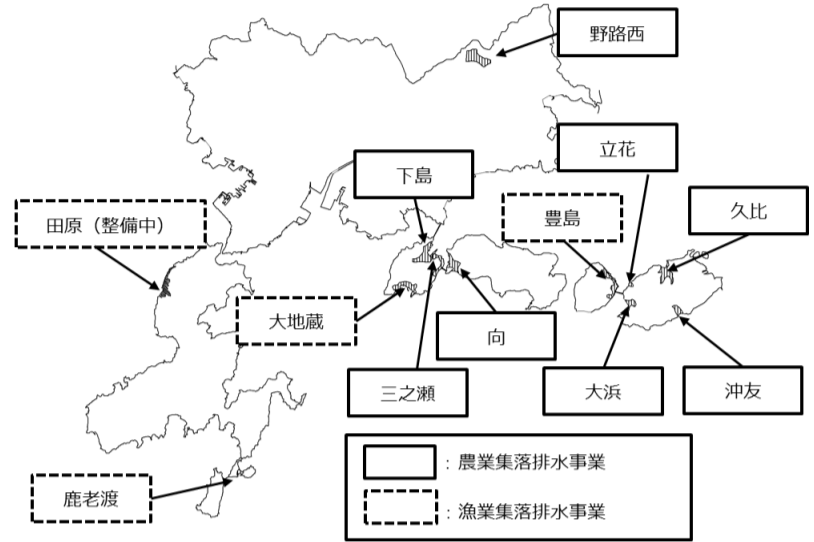 野路西
立花
下島
久比
豊島
田原（整備中）
大地蔵
向
三之瀬
大浜
沖友
：農業集落排水事業
鹿老渡
：漁業集落排水事業